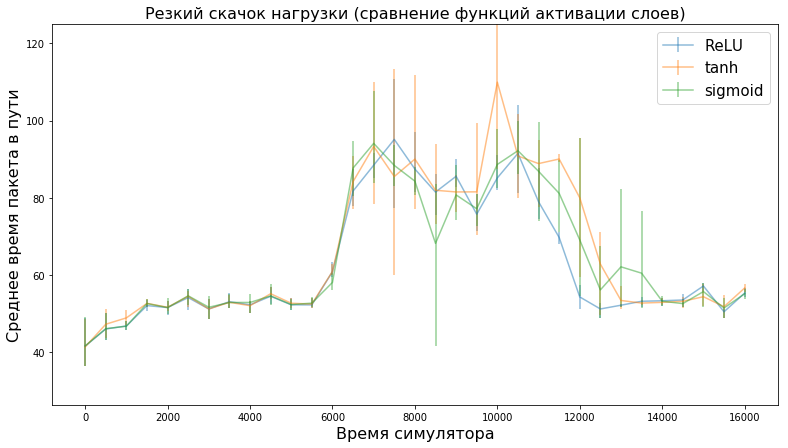 Резкий скачок нагрузки (сравнение функций активации слоев)
ReLU
tanh
sigmoid
Среднее время пакета в пути
120
100
80
60
40
0 2000 4000 6000 8000 10000 12000 14000 16000
Время симулятора